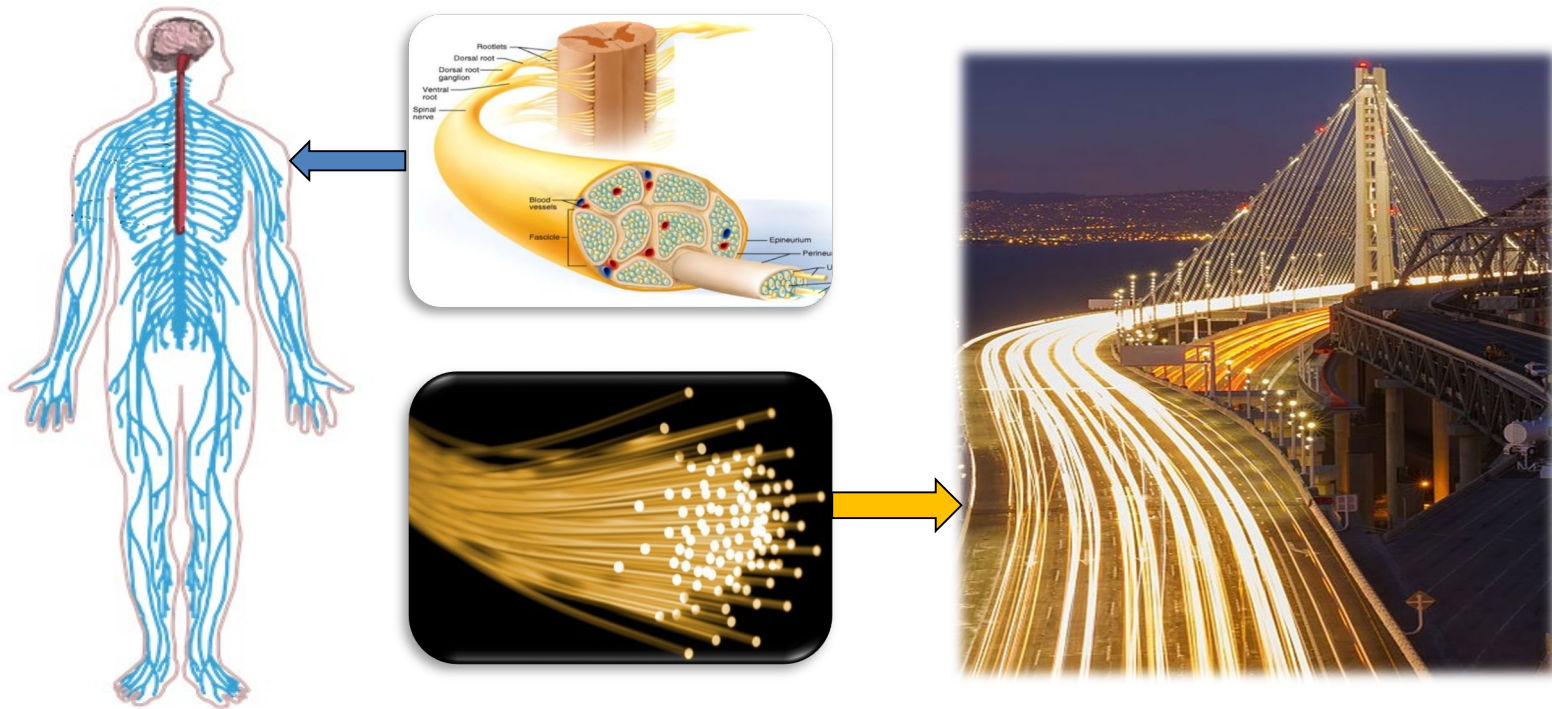 Rootlets
Dorsal root
Dorsal root
ganglion
Ventral
root
Spinal
nerve
Blood
vessels
Fascicle
Epineurium